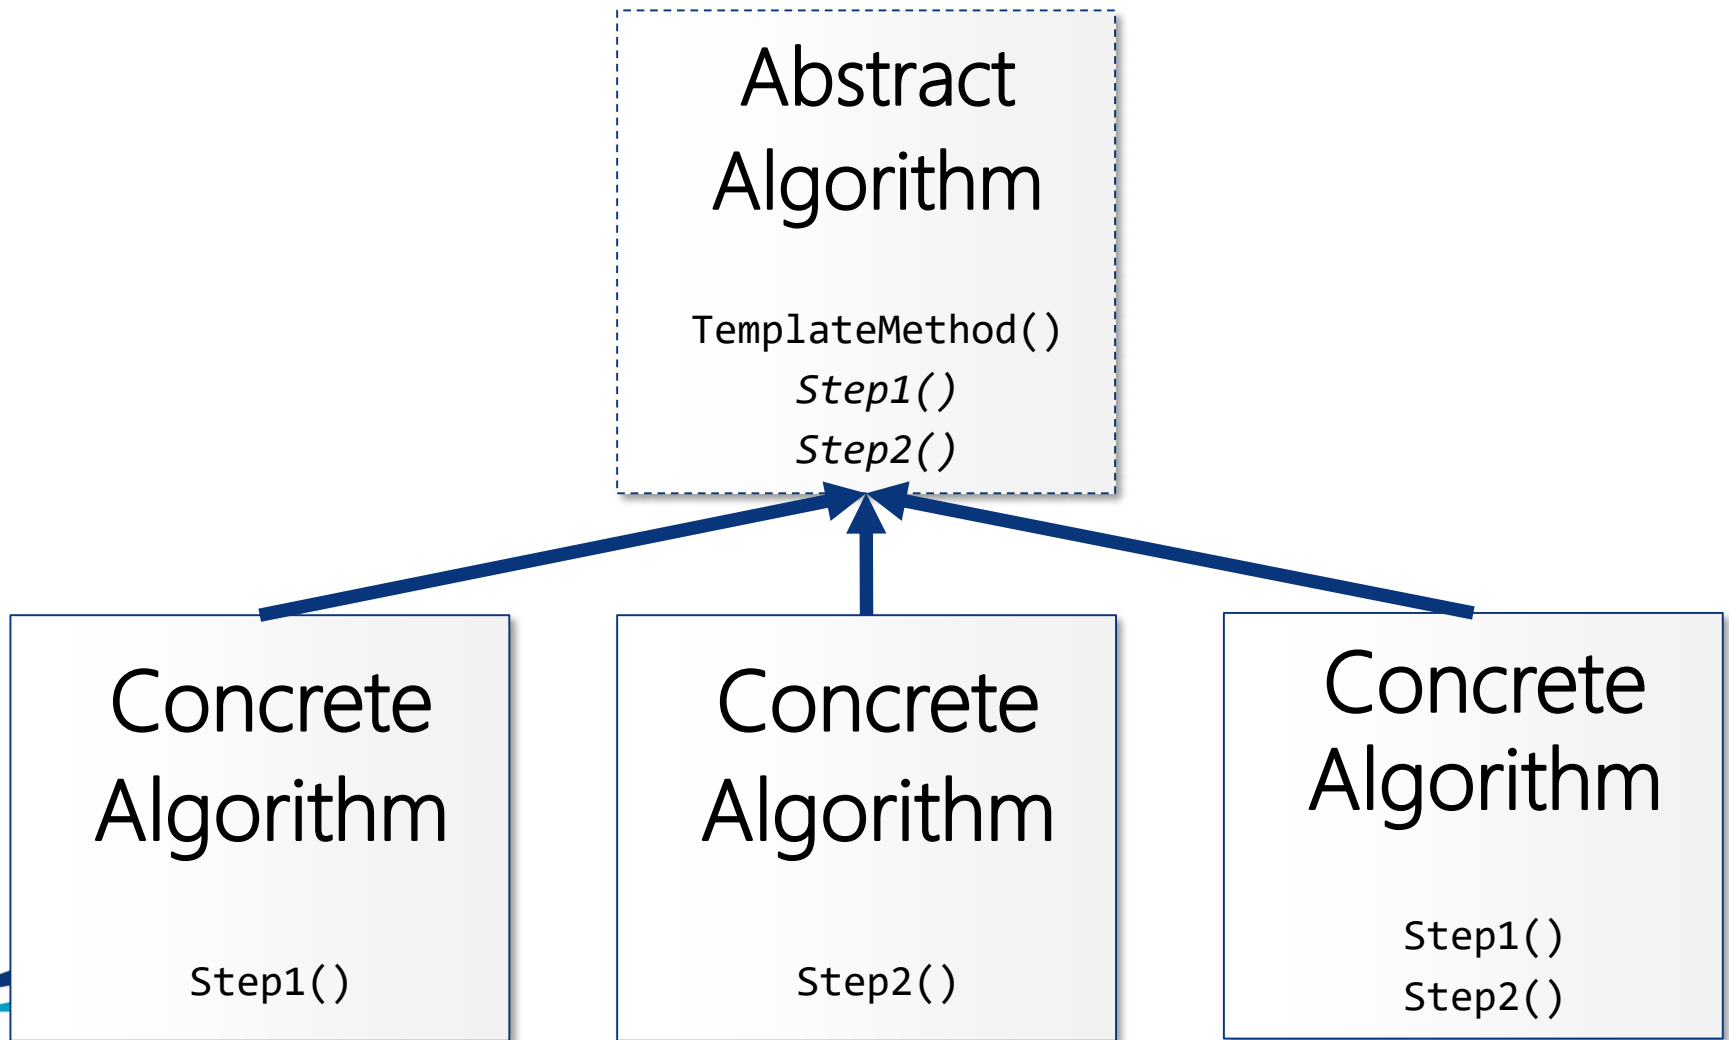 Abstract
Algorithm
TemplateMethod()
Step1()
Step2()
Concrete
Algorithm
Step1()
Concrete
Algorithm
Step2()
Concrete
Algorithm
Step1()
Step2()